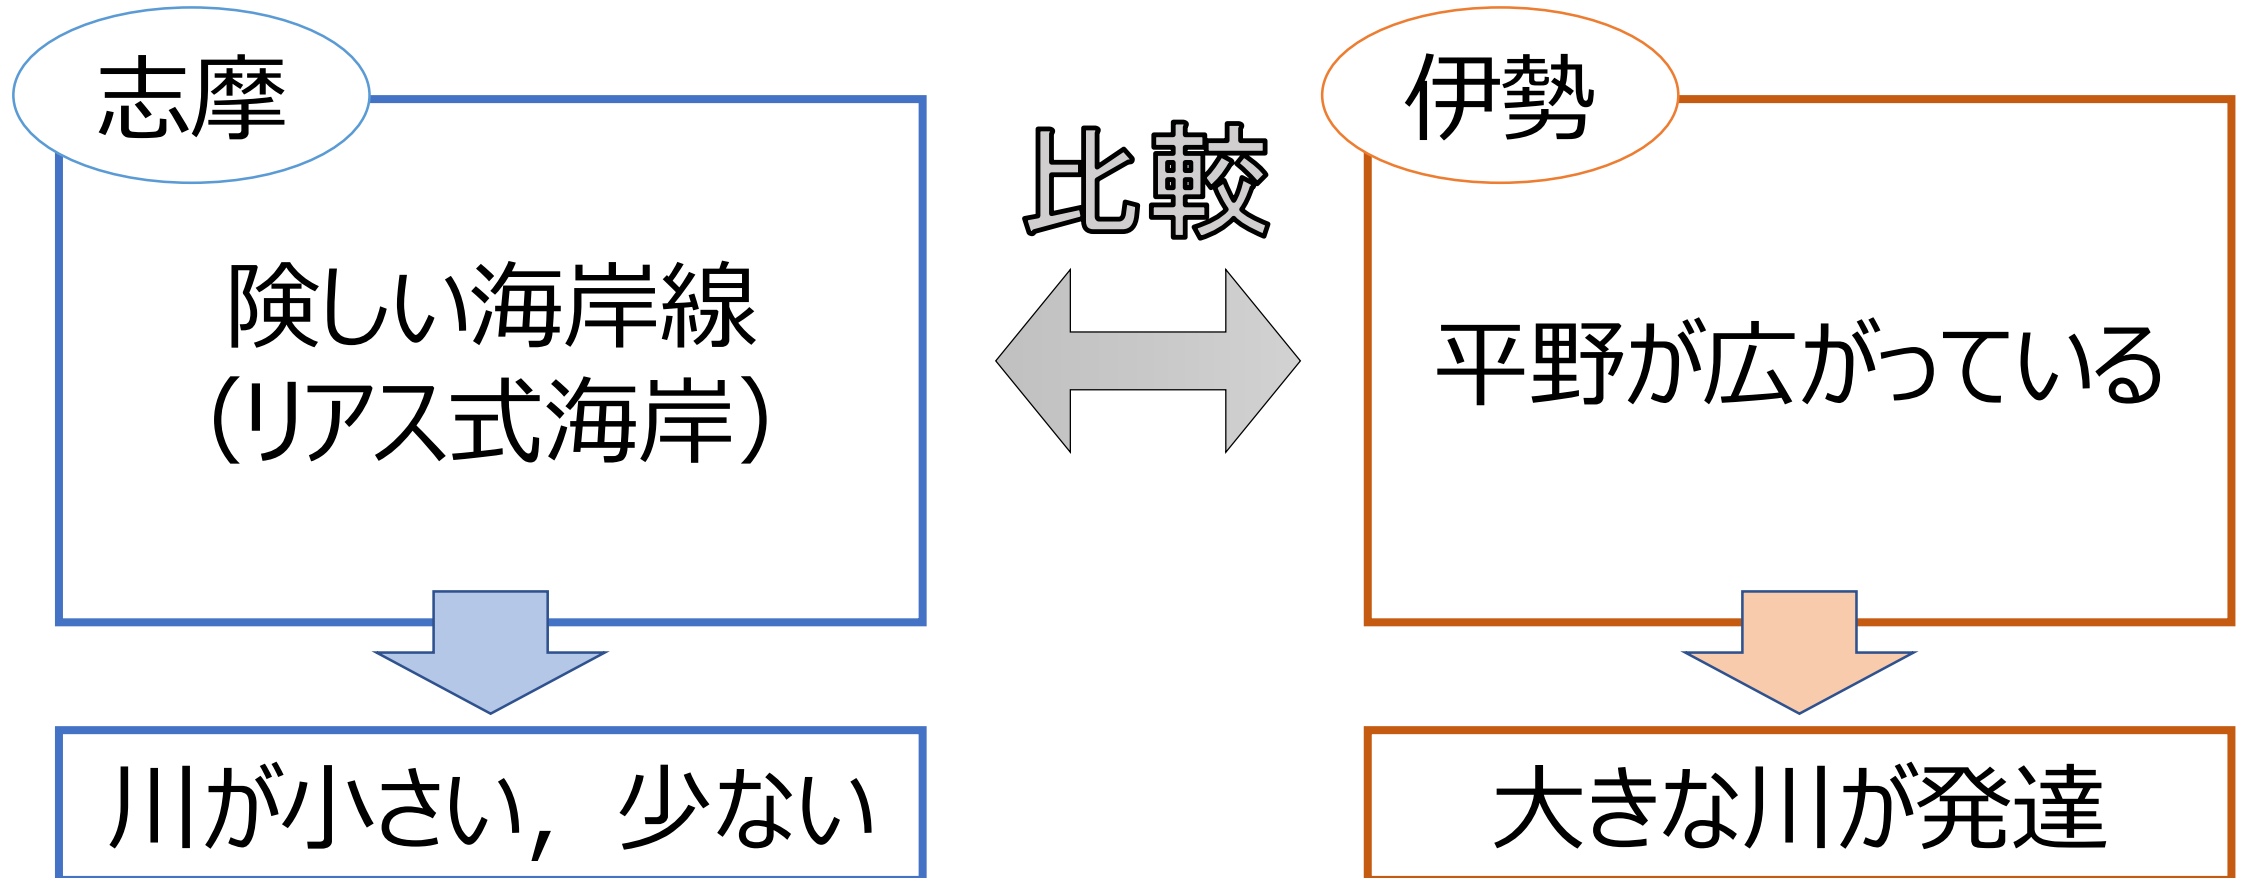 志摩
険しい海岸線
（リアス式海岸）
川が小さい，少ない
比較
伊勢
平野が広がっている
大きな川が発達